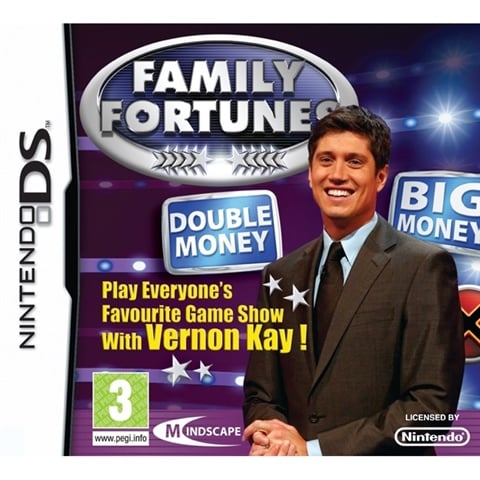 NINTENDO DS™
FAMILY
FORTUNES
DOUBLE
MONEY
BIG
MONEY
Play Everyone's
Favourite Game Show
With Vernon Kay !
3
www.pegi.info
MINDSCAPE
LICENSED BY
Nintendo